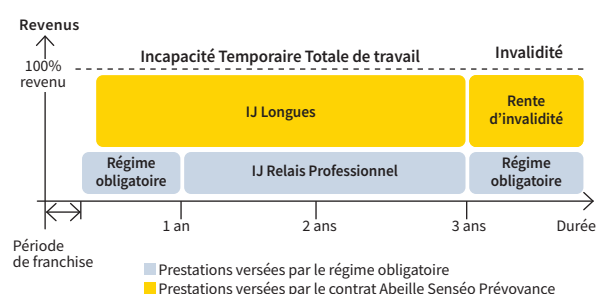 Revenus
Incapacité Temporaire Totale de travail
Invalidité
100%
revenu
IJ Longues
Rente
d’invalidité
Régime
obligatoire
IJ Relais Professionnel
Régime
obligatoire
1 an
2 ans
3 ans
Durée
Période
de franchise
Prestations versées par le régime obligatoire
Prestations versées par le contrat Abeille Senséo Prévoyance